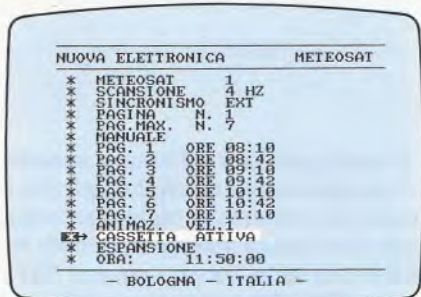 NUOVA ELETTRONICA METEOSAT
* METEOSAT 1
* SCANSIONE 4 HZ
* SINCRONISMO EXT
* PAGINA N. 1
* PAG.MAX. N. 7
* MANUALE
* PAG. 1 ORE 08:10
* PAG. 2 ORE 08:42
* PAG. 3 ORE 09:10
* PAG. 4 ORE 09:42
* PAG. 5 ORE 10:10
* PAG. 6 ORE 10:42
* PAG. 7 ORE 11:10
* ANIMAZ. VEL.1
CASSETTA ATTIVA
* ESPANSIONE
* ORA: 11:50:00
- BOLOGNA - ITALIA -